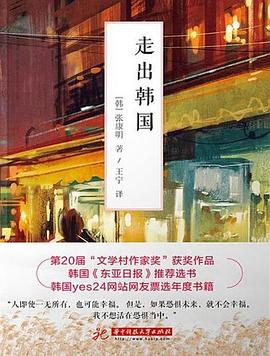 走出韩国
[韩]张康明 著/王宁 译
第20届“文学村作家奖”获奖作品
韩国《东亚日报》推荐选书
韩国yes24网站网友票选年度书籍
“人即使一无所有，也可能幸福。但是，如果恐惧未来，就不会幸福。
我不想活在恐惧当中。”
华中科技大学出版社